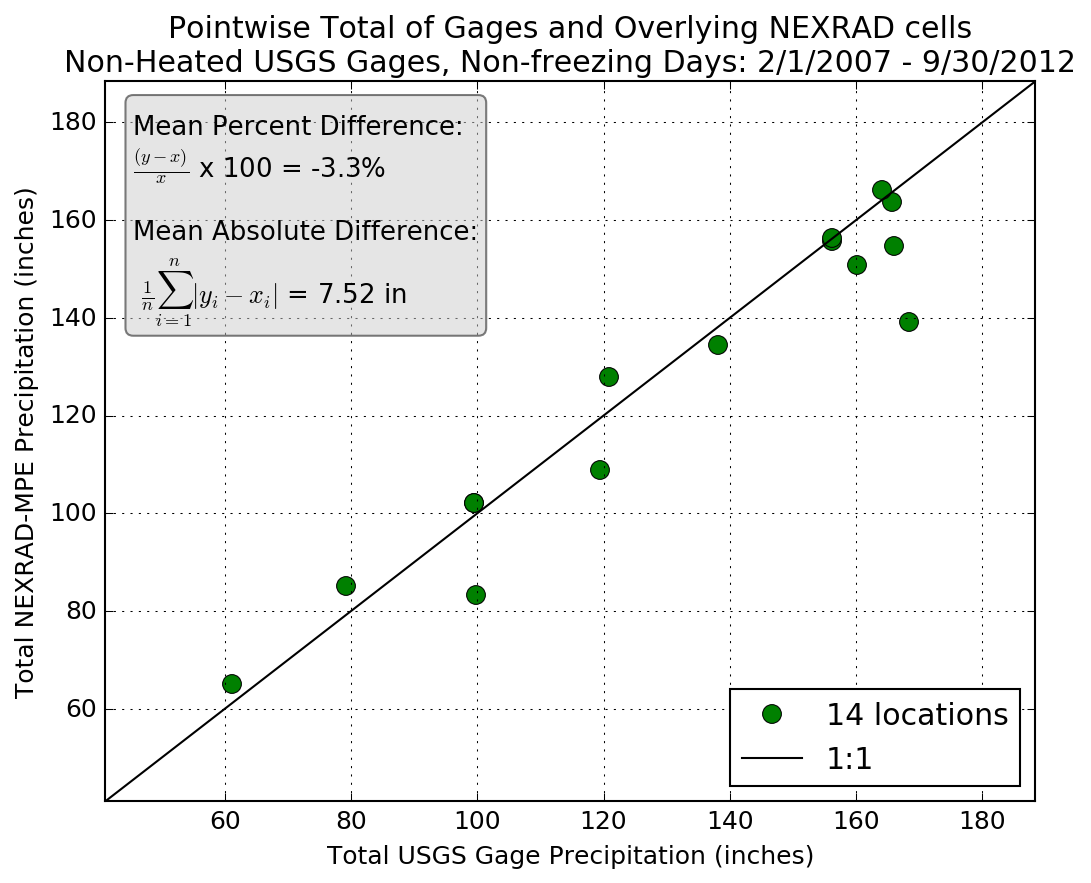 Pointwise Total of Gages and Overlying NEXRAD cells
Non-Heated USGS Gages, Non-freezing Days: 2/1/2007 - 9/30/2012
Mean Percent Difference:
(y − x)/x x 100 = -3.3%
Mean Absolute Difference:
1/n ∑_{i=1}^{n} |y_i − x_i| = 7.52 in
Total NEXRAD-MPE Precipitation (inches)
180
160
140
120
100
80
60
14 locations
1:1
60 80 100 120 140 160 180
Total USGS Gage Precipitation (inches)